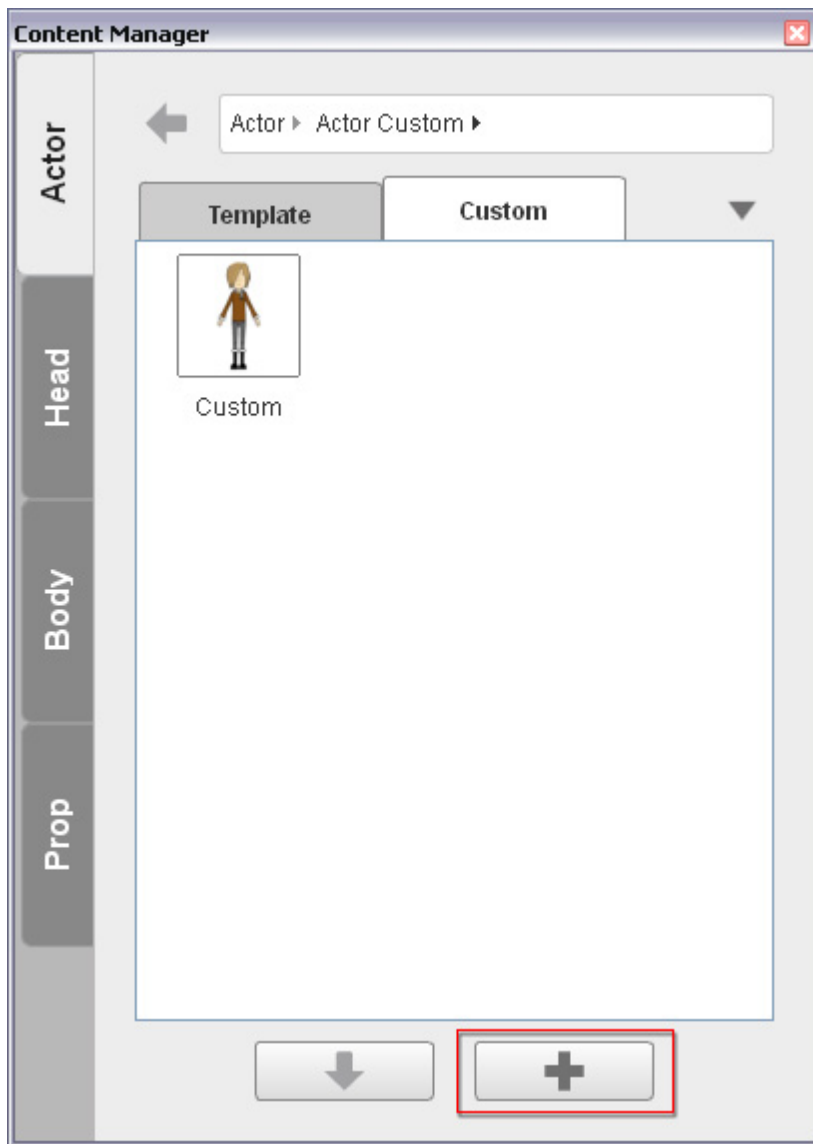 Content Manager
Actor
Actor Actor Custom
Template Custom
Custom
Head
Body
Prop